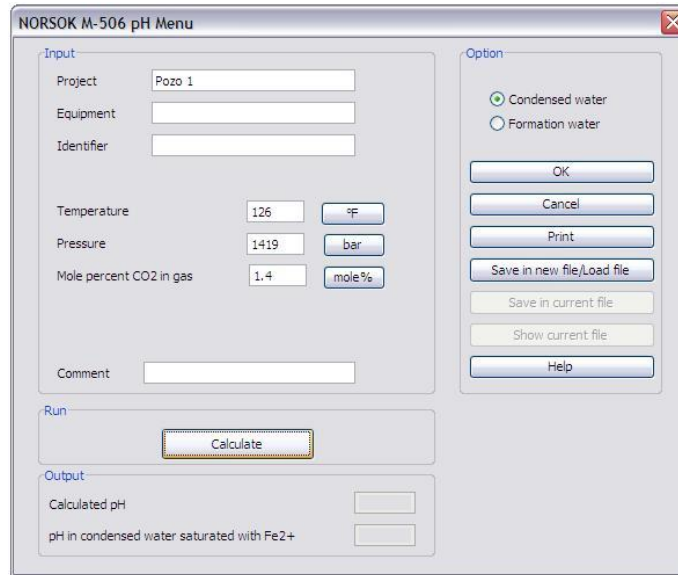 NORSOK M-506 pH Menu
Input
Project Pozo 1
Equipment
Identifier
Temperature 126 ºF
Pressure 1419 bar
Mole percent CO2 in gas 1.4 mole%
Comment
Option
Condensed water
Formation water
OK
Cancel
Print
Save in new file/Load file
Save in current file
Show current file
Help
Run
Calculate
Output
Calculated pH
pH in condensed water saturated with Fe2+